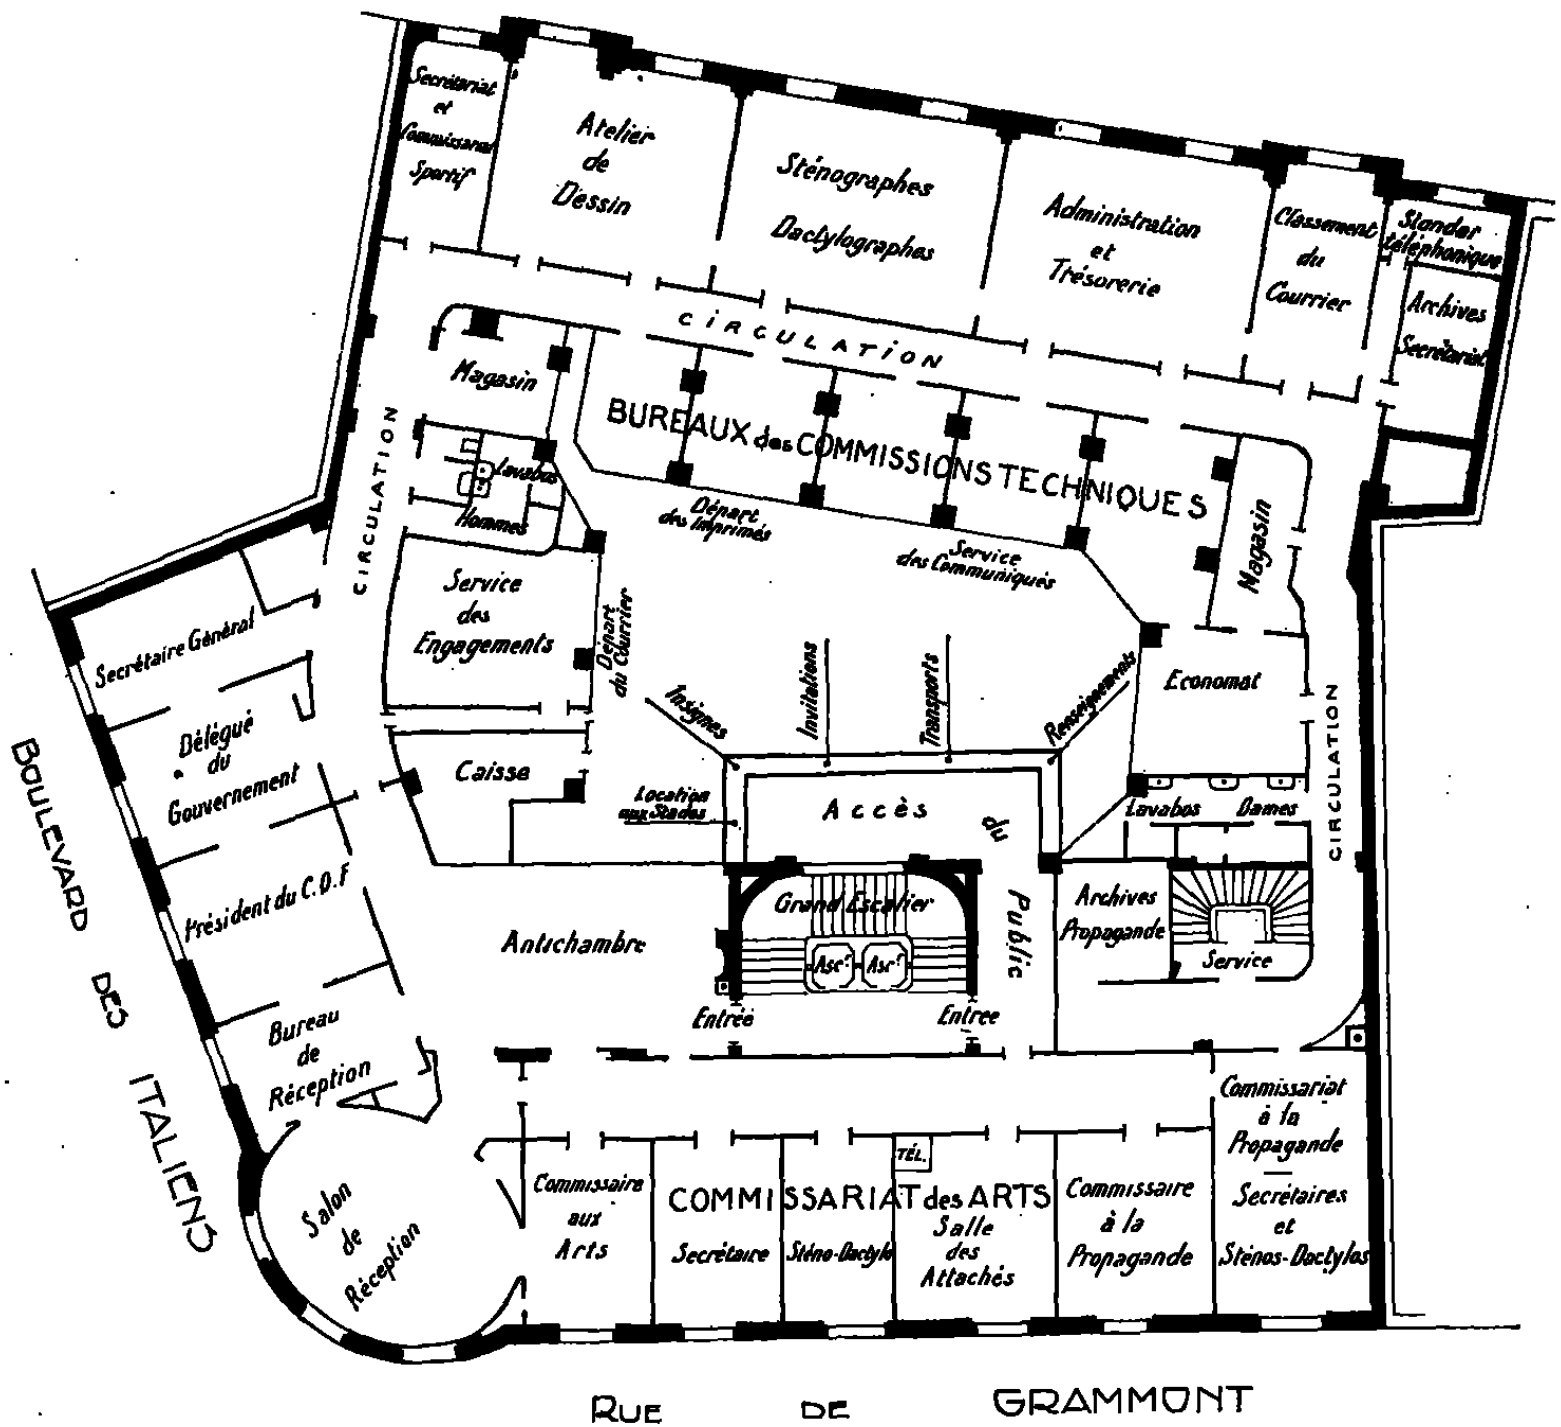 Secrétariat
et
Commissariat
Sportif
Atelier
de
Dessin
Sténographes
Dactylographes
Administration
et
Trésorerie
Classement
du
Courrier
Standar
téléphonique
Archives
Secrétariat
CIRCULATION
Magasin
BUREAUX des COMMISSIONS TECHNIQUES
CIRCULATION
Lavabos
Hommes
Départ
des Imprimés
Service
des Communiqués
Magasin
Service
des
Engagements
Départ
du Courrier
Secrétaire Général
Insignes
Invitations
Transports
Renseignements
Economat
CIRCULATION
Délégué
du
Gouvernement
Caisse
Location
aux Stades
Accès
du
Public
Lavabos Dames
Président du C.O.F
Antichambre
Grand Escalier
Ascr
Ascr
Archives
Propagande
Service
Entrée
Entree
Bureau
de
Réception
Commissariat
à la
Propagande
Secrétaires
et
Sténos-Dactylos
Salon
de
Réception
TÉL.
COMMISSARIAT des ARTS
Commissaire
aux
Arts
Secrétaire
Sténo-Dactylo
Salle
des
Attachés
Commissaire
à la
Propagande
BOULEVARD DES ITALIENS
RUE DE GRAMMONT